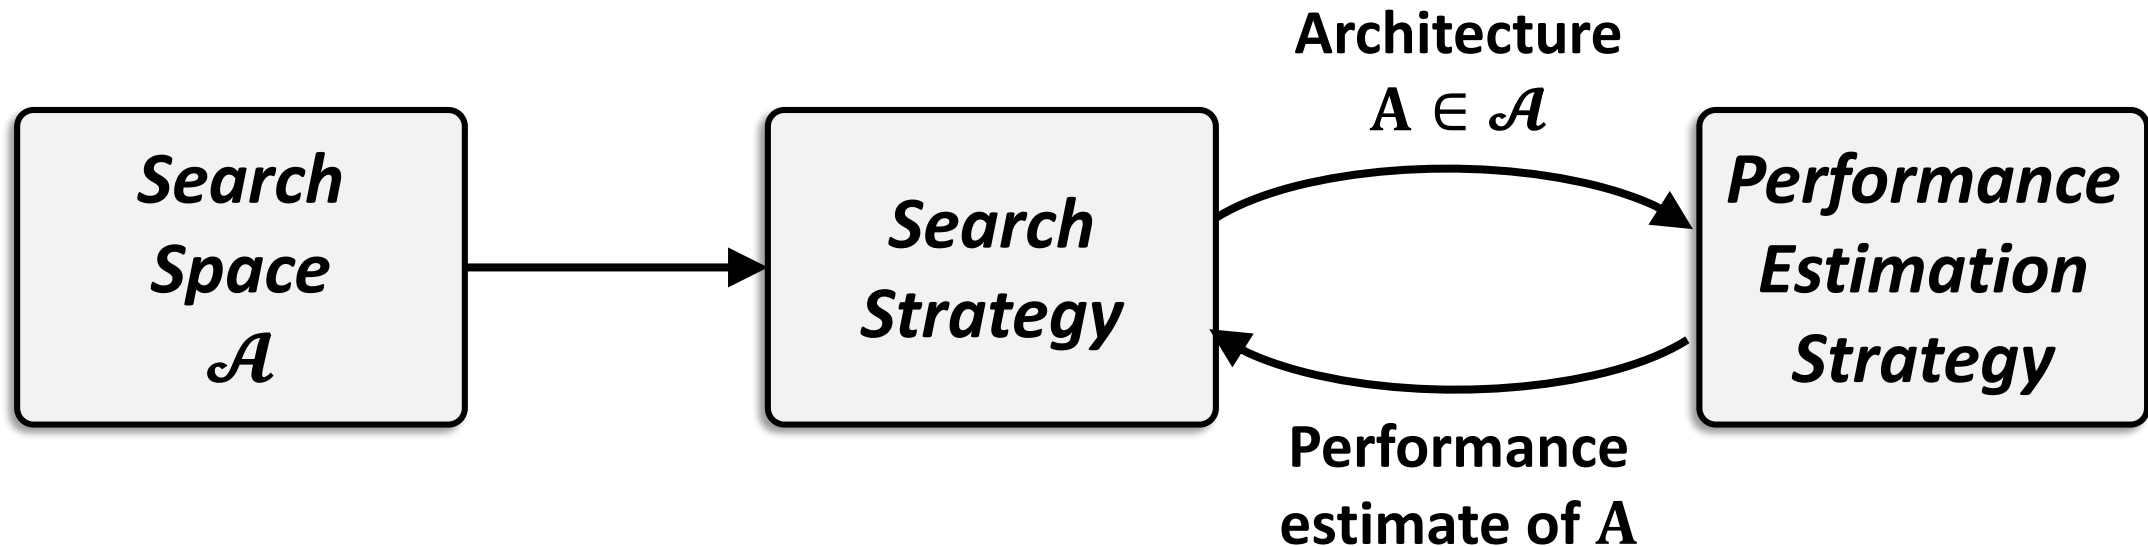 Search
Space
𝒜
Search
Strategy
Architecture
A ∈ 𝒜
Performance
estimate of A
Performance
Estimation
Strategy